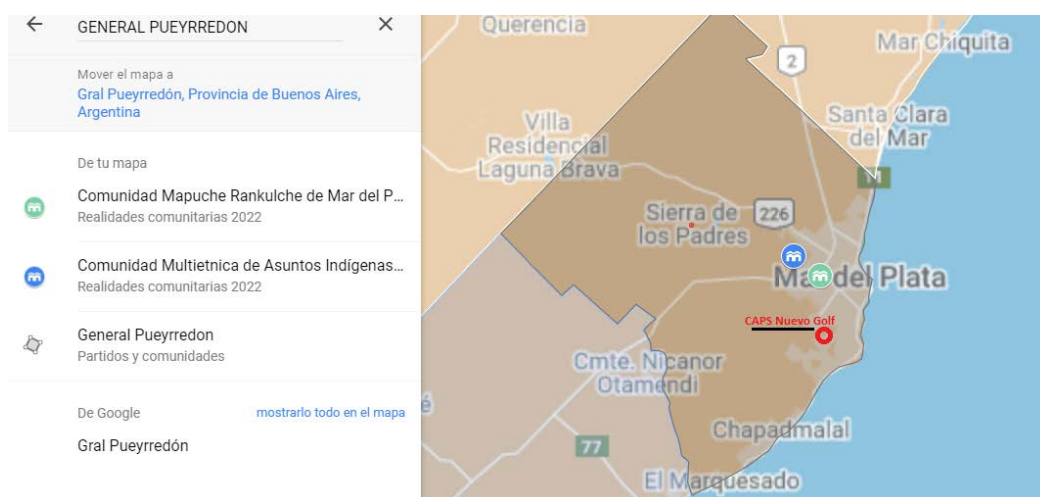 GENERAL PUEYRREDON
Mover el mapa a
Gral Pueyrredón, Provincia de Buenos Aires,
Argentina
De tu mapa
Comunidad Mapuche Rankulche de Mar del P...
Realidades comunitarias 2022
Comunidad Multietnica de Asuntos Indígenas...
Realidades comunitarias 2022
General Pueyrredon
Partidos y comunidades
De Google
mostrarlo todo en el mapa
Gral Pueyrredón
Querencia
2
Mar Chiquita
Villa
Residencial
Laguna Brava
Santa Clara
del Mar
11
Sierra de
los Padres
226
Mar del Plata
CAPS Nuevo Golf
Cmte. Nicanor
Otamendi
é
77
Chapadmalal
El Marquesado